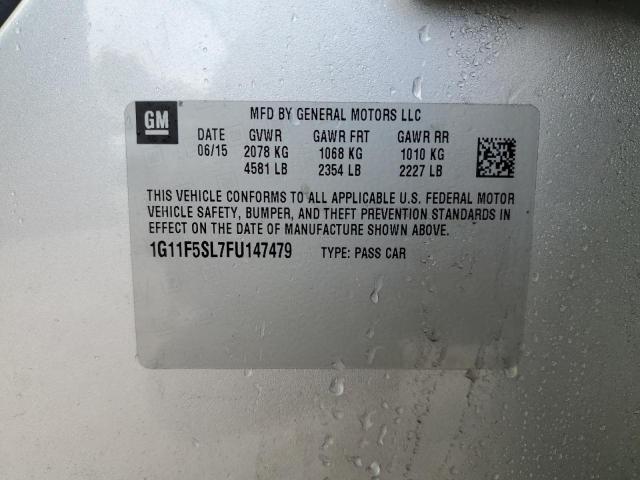 GM
MFD BY GENERAL MOTORS LLC
DATE GVWR GAWR FRT GAWR RR
06/15 2078 KG 1068 KG 1010 KG
4581 LB 2354 LB 2227 LB
THIS VEHICLE CONFORMS TO ALL APPLICABLE U.S. FEDERAL MOTOR
VEHICLE SAFETY, BUMPER, AND THEFT PREVENTION STANDARDS IN
EFFECT ON THE DATE OF MANUFACTURE SHOWN ABOVE.
1G11F5SL7FU147479 TYPE: PASS CAR